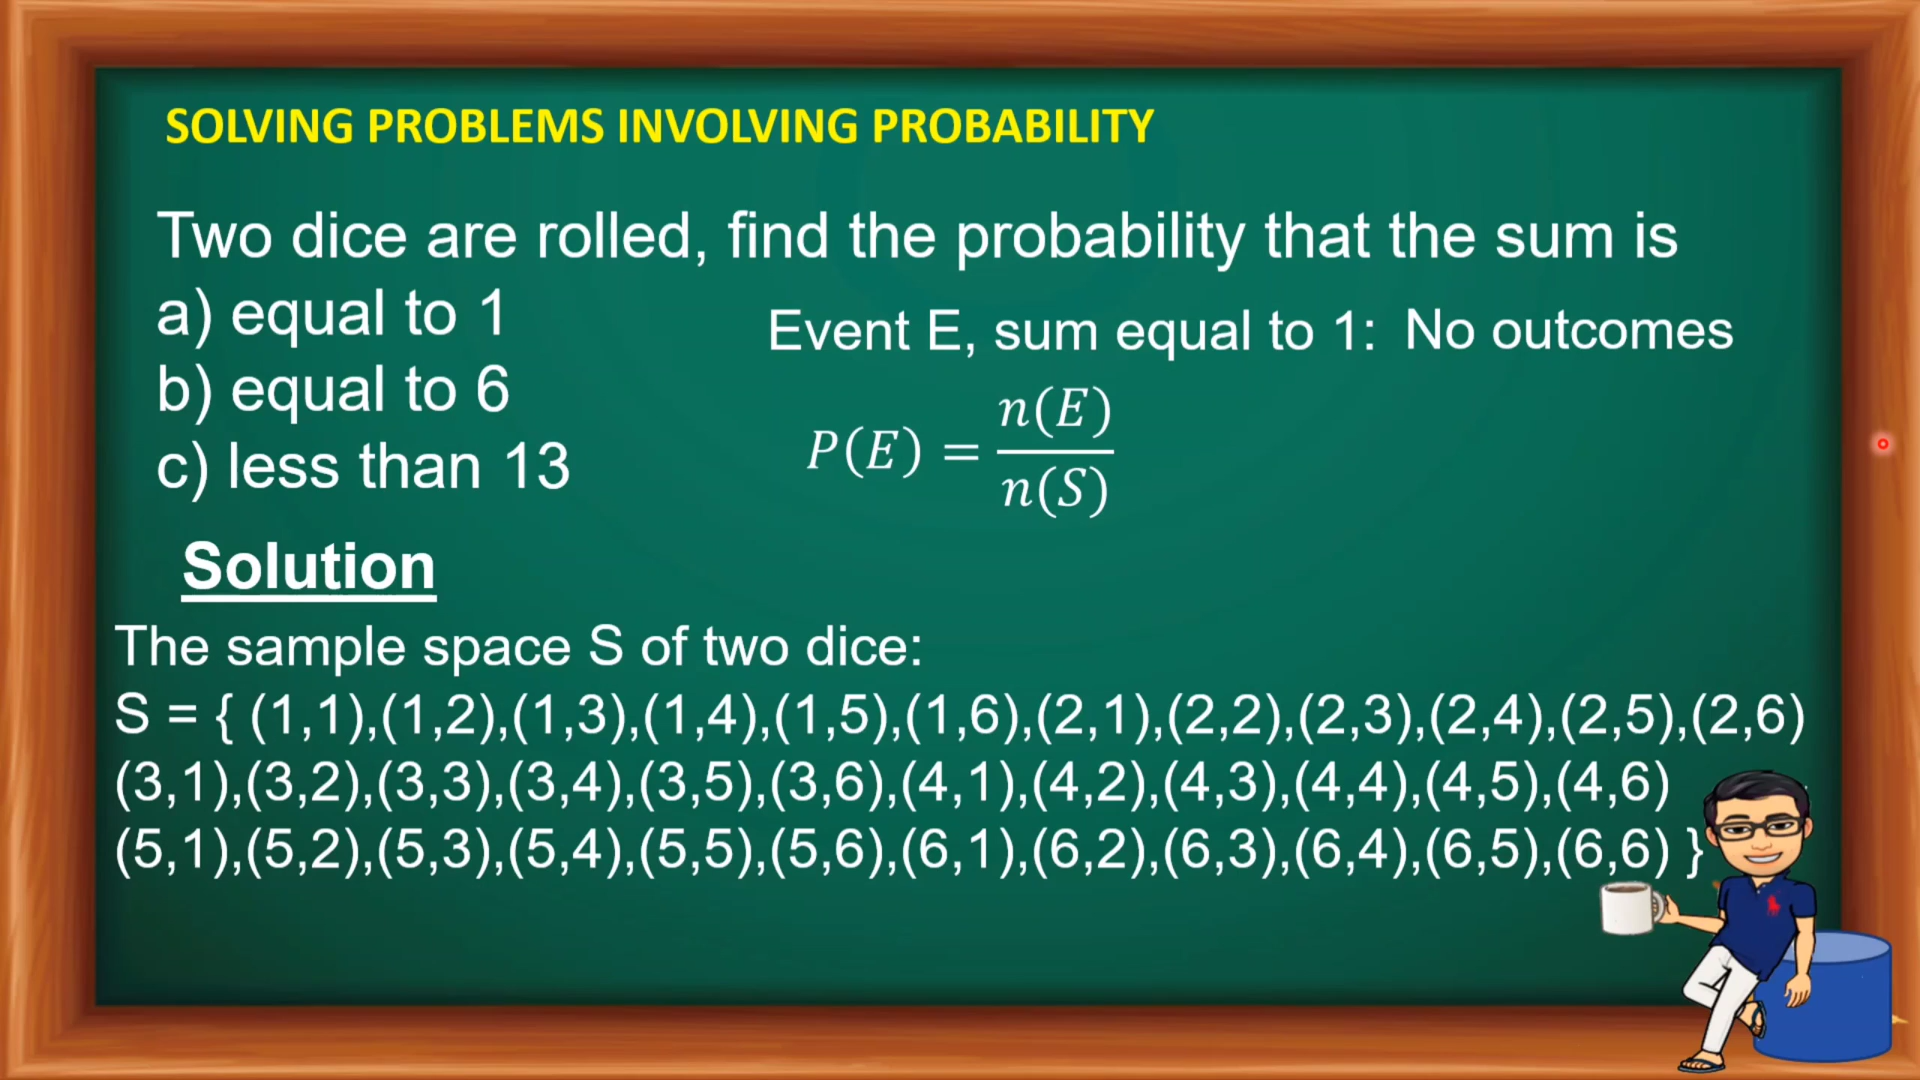 SOLVING PROBLEMS INVOLVING PROBABILITY
Two dice are rolled, find the probability that the sum is
a) equal to 1
b) equal to 6
c) less than 13
Event E, sum equal to 1: No outcomes
P(E) = n(E)/n(S)
Solution
The sample space S of two dice:
S = { (1,1),(1,2),(1,3),(1,4),(1,5),(1,6),(2,1),(2,2),(2,3),(2,4),(2,5),(2,6)
(3,1),(3,2),(3,3),(3,4),(3,5),(3,6),(4,1),(4,2),(4,3),(4,4),(4,5),(4,6)
(5,1),(5,2),(5,3),(5,4),(5,5),(5,6),(6,1),(6,2),(6,3),(6,4),(6,5),(6,6) }